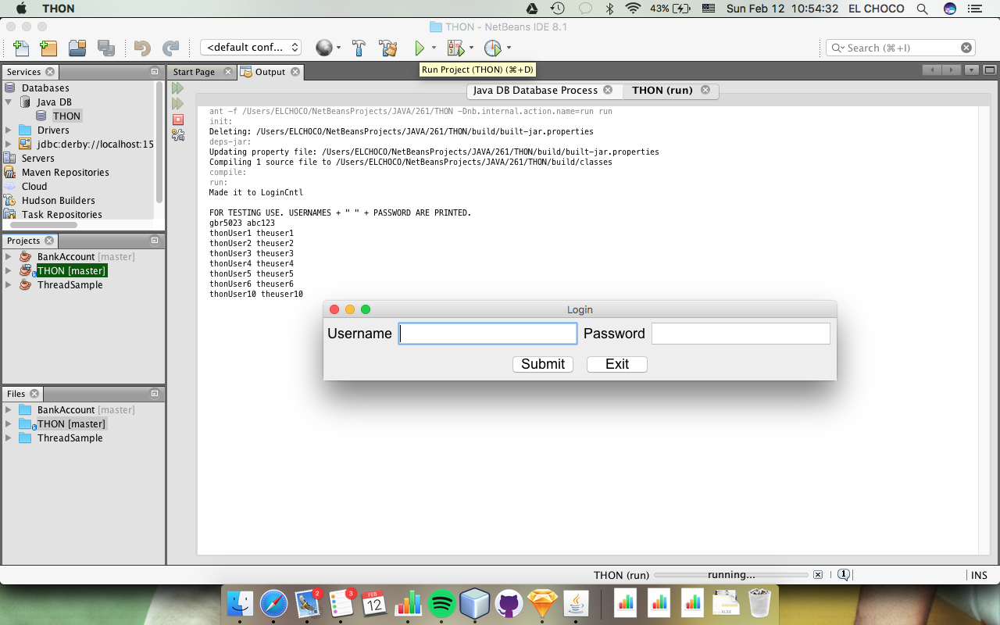 THON
43%
Sun Feb 12 10:54:32
EL CHOCO
THON - NetBeans IDE 8.1
<default conf...
Search (⌘+I)
Run Project (THON) (⌘+D)
Services
Start Page
Output
Databases
Java DB
THON
Drivers
jdbc:derby://localhost:15
Servers
Maven Repositories
Cloud
Hudson Builders
Task Repositories
Java DB Database Process
THON (run)
ant -f /Users/ELCHOCO/NetBeansProjects/JAVA/261/THON -Dnb.internal.action.name=run run
init:
Deleting: /Users/ELCHOCO/NetBeansProjects/JAVA/261/THON/build/built-jar.properties
deps-jar:
Updating property file: /Users/ELCHOCO/NetBeansProjects/JAVA/261/THON/build/built-jar.properties
Compiling 1 source file to /Users/ELCHOCO/NetBeansProjects/JAVA/261/THON/build/classes
compile:
run:
Made it to LoginCntl
FOR TESTING USE. USERNAMES + " " + PASSWORD ARE PRINTED.
gbr5023 abc123
thonUser1 theuser1
thonUser2 theuser2
thonUser3 theuser3
thonUser4 theuser4
thonUser5 theuser5
thonUser6 theuser6
thonUser10 theuser10
Projects
BankAccount [master]
THON [master]
ThreadSample
Login
Username
Password
Submit
Exit
Files
BankAccount [master]
THON [master]
ThreadSample
THON (run)
running...
1
INS
2
3
FEB
12
XLSX